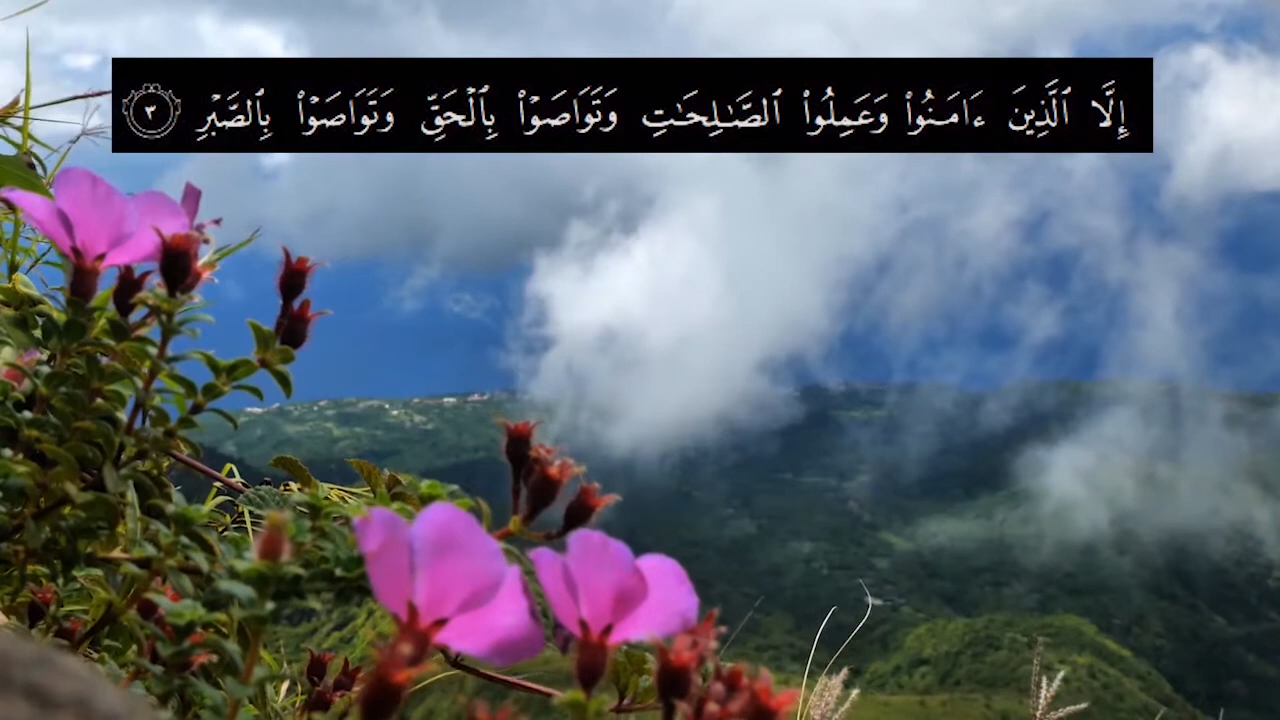 إِلَّا ٱلَّذِينَ ءَامَنُوا۟ وَعَمِلُوا۟ ٱلصَّـٰلِحَـٰتِ وَتَوَاصَوْا۟ بِٱلْحَقِّ وَتَوَاصَوْا۟ بِٱلصَّبْرِ ٣